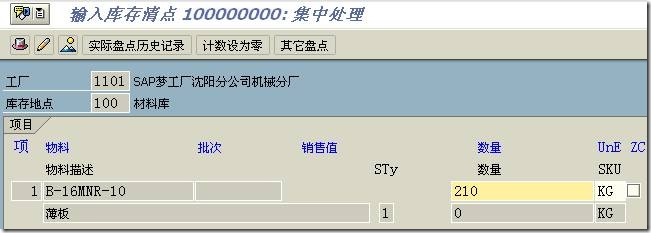 输入库存清点 100000000: 集中处理
实际盘点历史记录 计数设为零 其它盘点
工厂 1101 SAP梦工厂沈阳分公司机械分厂
库存地点 100 材料库
项目
项 物料 批次 销售值 数量 UnE ZC
物料描述 STy 数量 SKU
1 B-16MNR-10 210 KG
薄板 1 0 KG